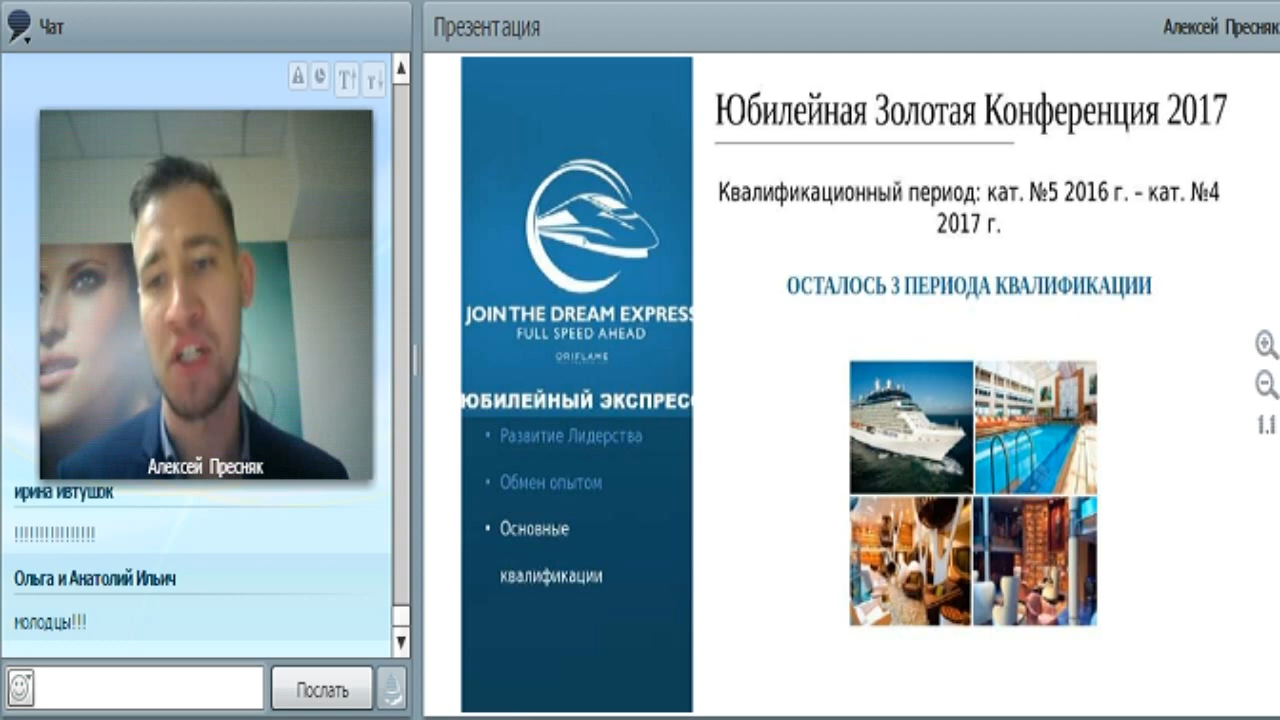 Чат
Алексей Пресняк
ирина ивтушок
!!!!!!!!!!!!!!!!
Ольга и Анатолий Ильич
молодцы!!!
Послать
Презентация
Алексей Пресняк
JOIN THE DREAM EXPRESS
FULL SPEED AHEAD
ORIFLAME
ЮБИЛЕЙНЫЙ ЭКСПРЕСС
• Развитие Лидерства
• Обмен опытом
• Основные
квалификации
Юбилейная Золотая Конференция 2017
Квалификационный период: кат. №5 2016 г. – кат. №4
2017 г.
ОСТАЛОСЬ 3 ПЕРИОДА КВАЛИФИКАЦИИ
1.1